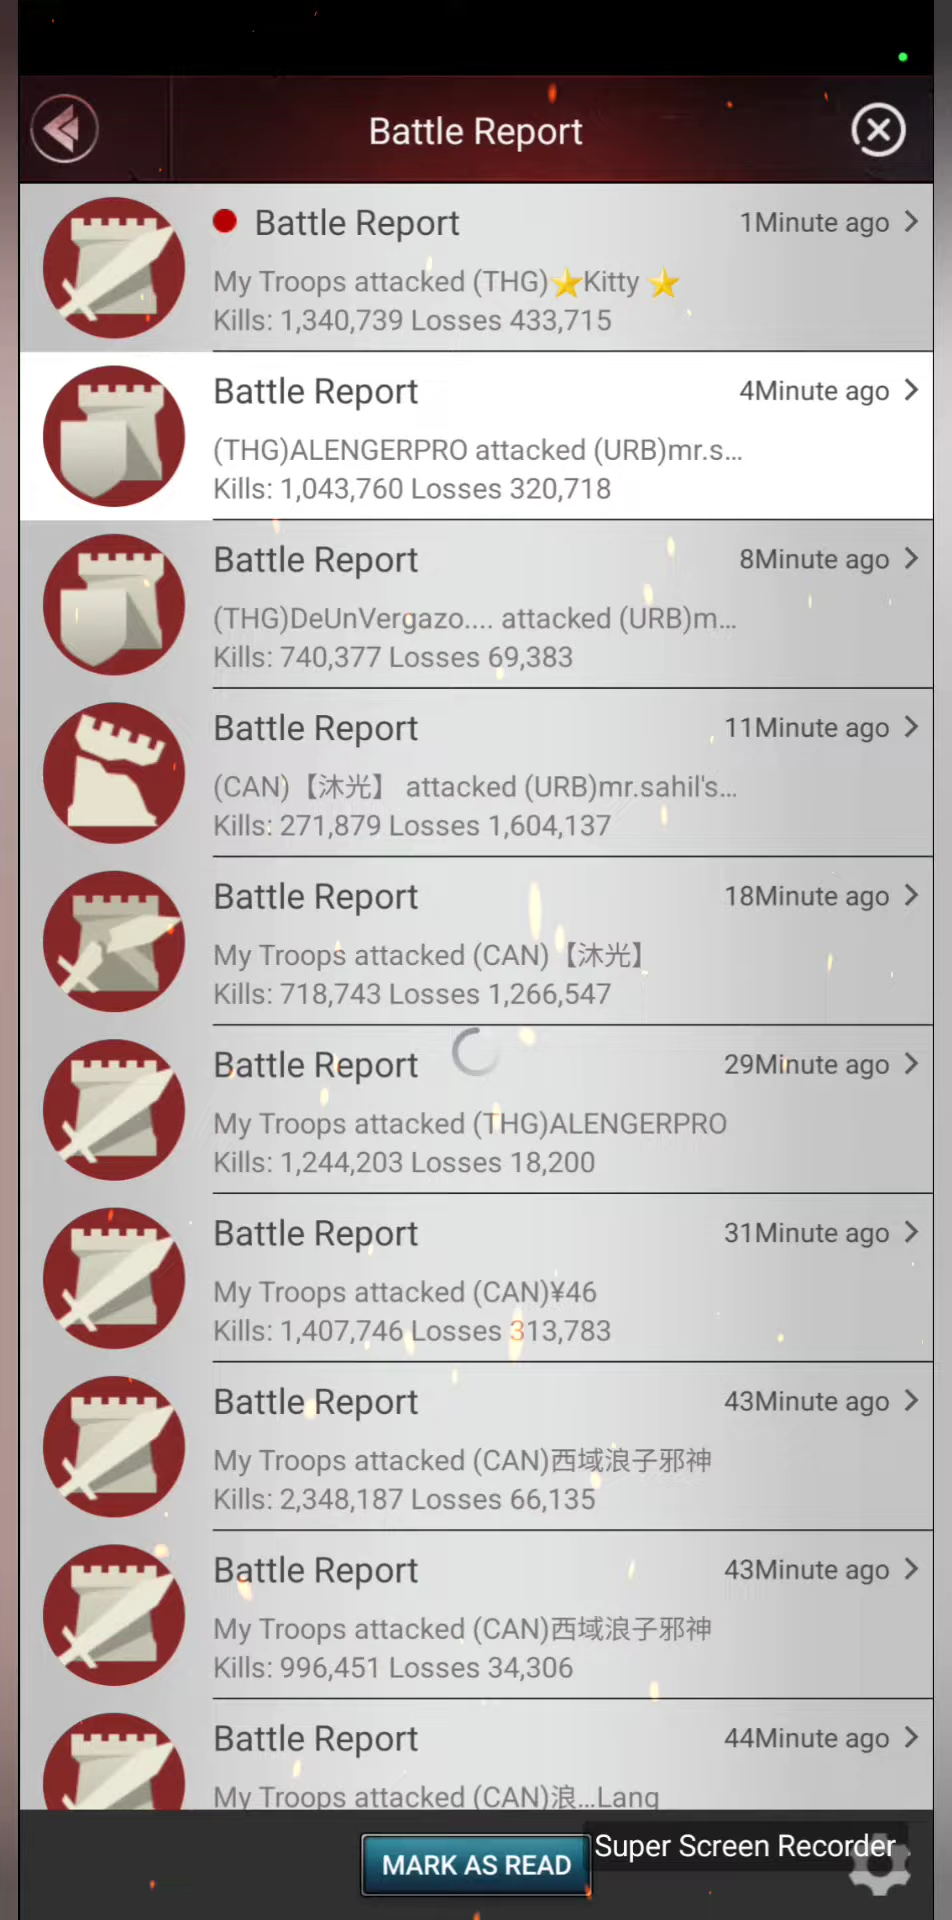 Battle Report
Battle Report
1Minute ago
My Troops attacked (THG)⭐Kitty ⭐
Kills: 1,340,739 Losses 433,715
Battle Report
4Minute ago
(THG)ALENGERPRO attacked (URB)mr.s...
Kills: 1,043,760 Losses 320,718
Battle Report
8Minute ago
(THG)DeUnVergazo.... attacked (URB)m...
Kills: 740,377 Losses 69,383
Battle Report
11Minute ago
(CAN)【沐光】 attacked (URB)mr.sahil's...
Kills: 271,879 Losses 1,604,137
Battle Report
18Minute ago
My Troops attacked (CAN)【沐光】
Kills: 718,743 Losses 1,266,547
Battle Report
29Minute ago
My Troops attacked (THG)ALENGERPRO
Kills: 1,244,203 Losses 18,200
Battle Report
31Minute ago
My Troops attacked (CAN)¥46
Kills: 1,407,746 Losses 313,783
Battle Report
43Minute ago
My Troops attacked (CAN)西域浪子邪神
Kills: 2,348,187 Losses 66,135
Battle Report
43Minute ago
My Troops attacked (CAN)西域浪子邪神
Kills: 996,451 Losses 34,306
Battle Report
44Minute ago
My Troops attacked (CAN)浪...Lang
MARK AS READ
Super Screen Recorder